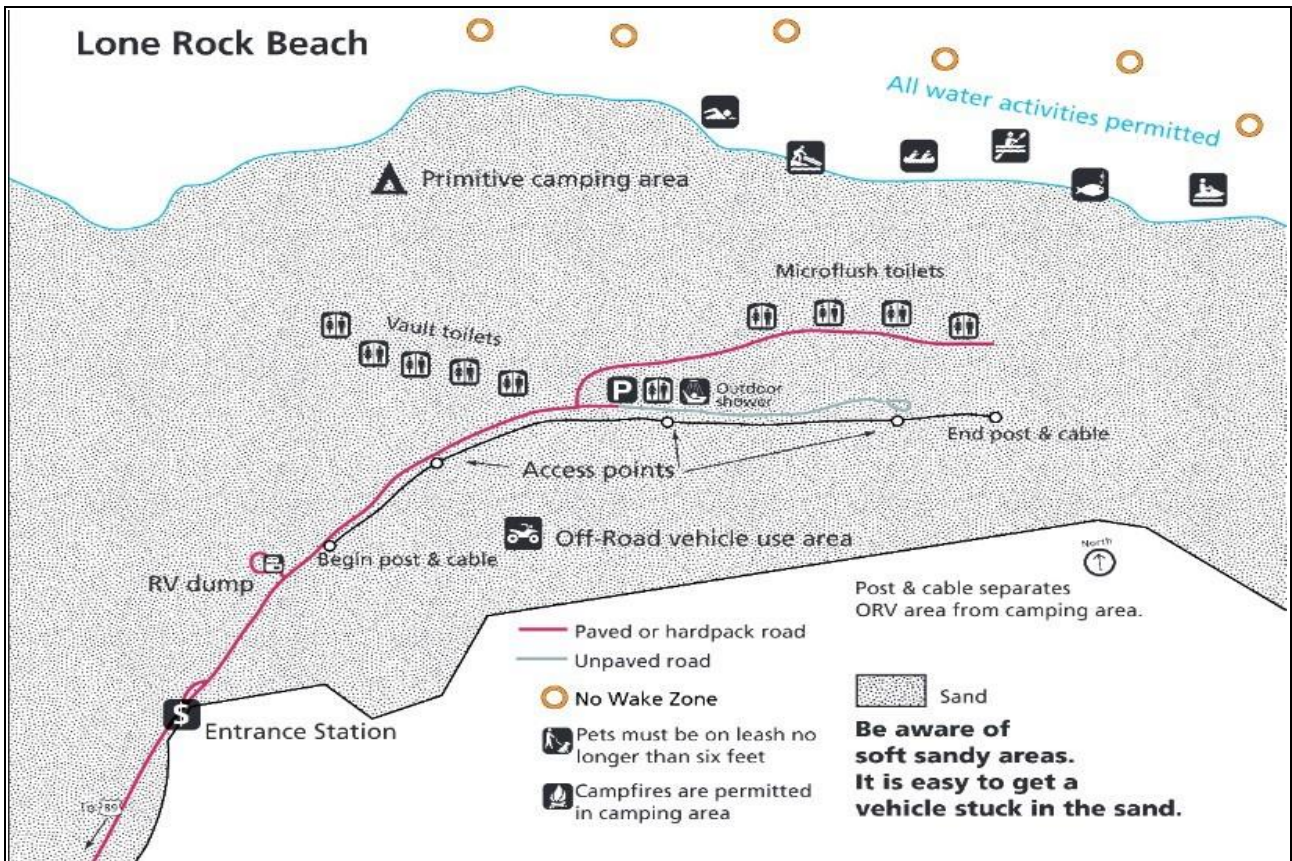 Lone Rock Beach
All water activities permitted
Primitive camping area
Microflush toilets
Vault toilets
P
Outdoor
shower
End post & cable
Access points
Off-Road vehicle use area
Begin post & cable
RV dump
North
Post & cable separates
ORV area from camping area.
Paved or hardpack road
Unpaved road
No Wake Zone
Pets must be on leash no
longer than six feet
Campfires are permitted
in camping area
Sand
Be aware of
soft sandy areas.
It is easy to get a
vehicle stuck in the sand.
$
Entrance Station
To 89